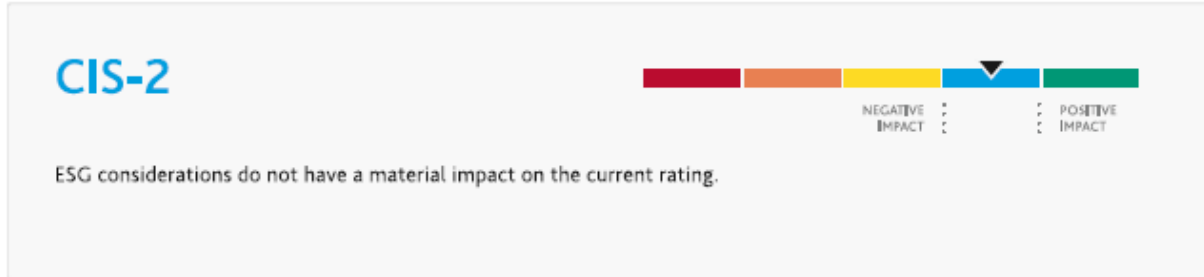 CIS-2
NEGATIVE
IMPACT
POSITIVE
IMPACT
ESG considerations do not have a material impact on the current rating.